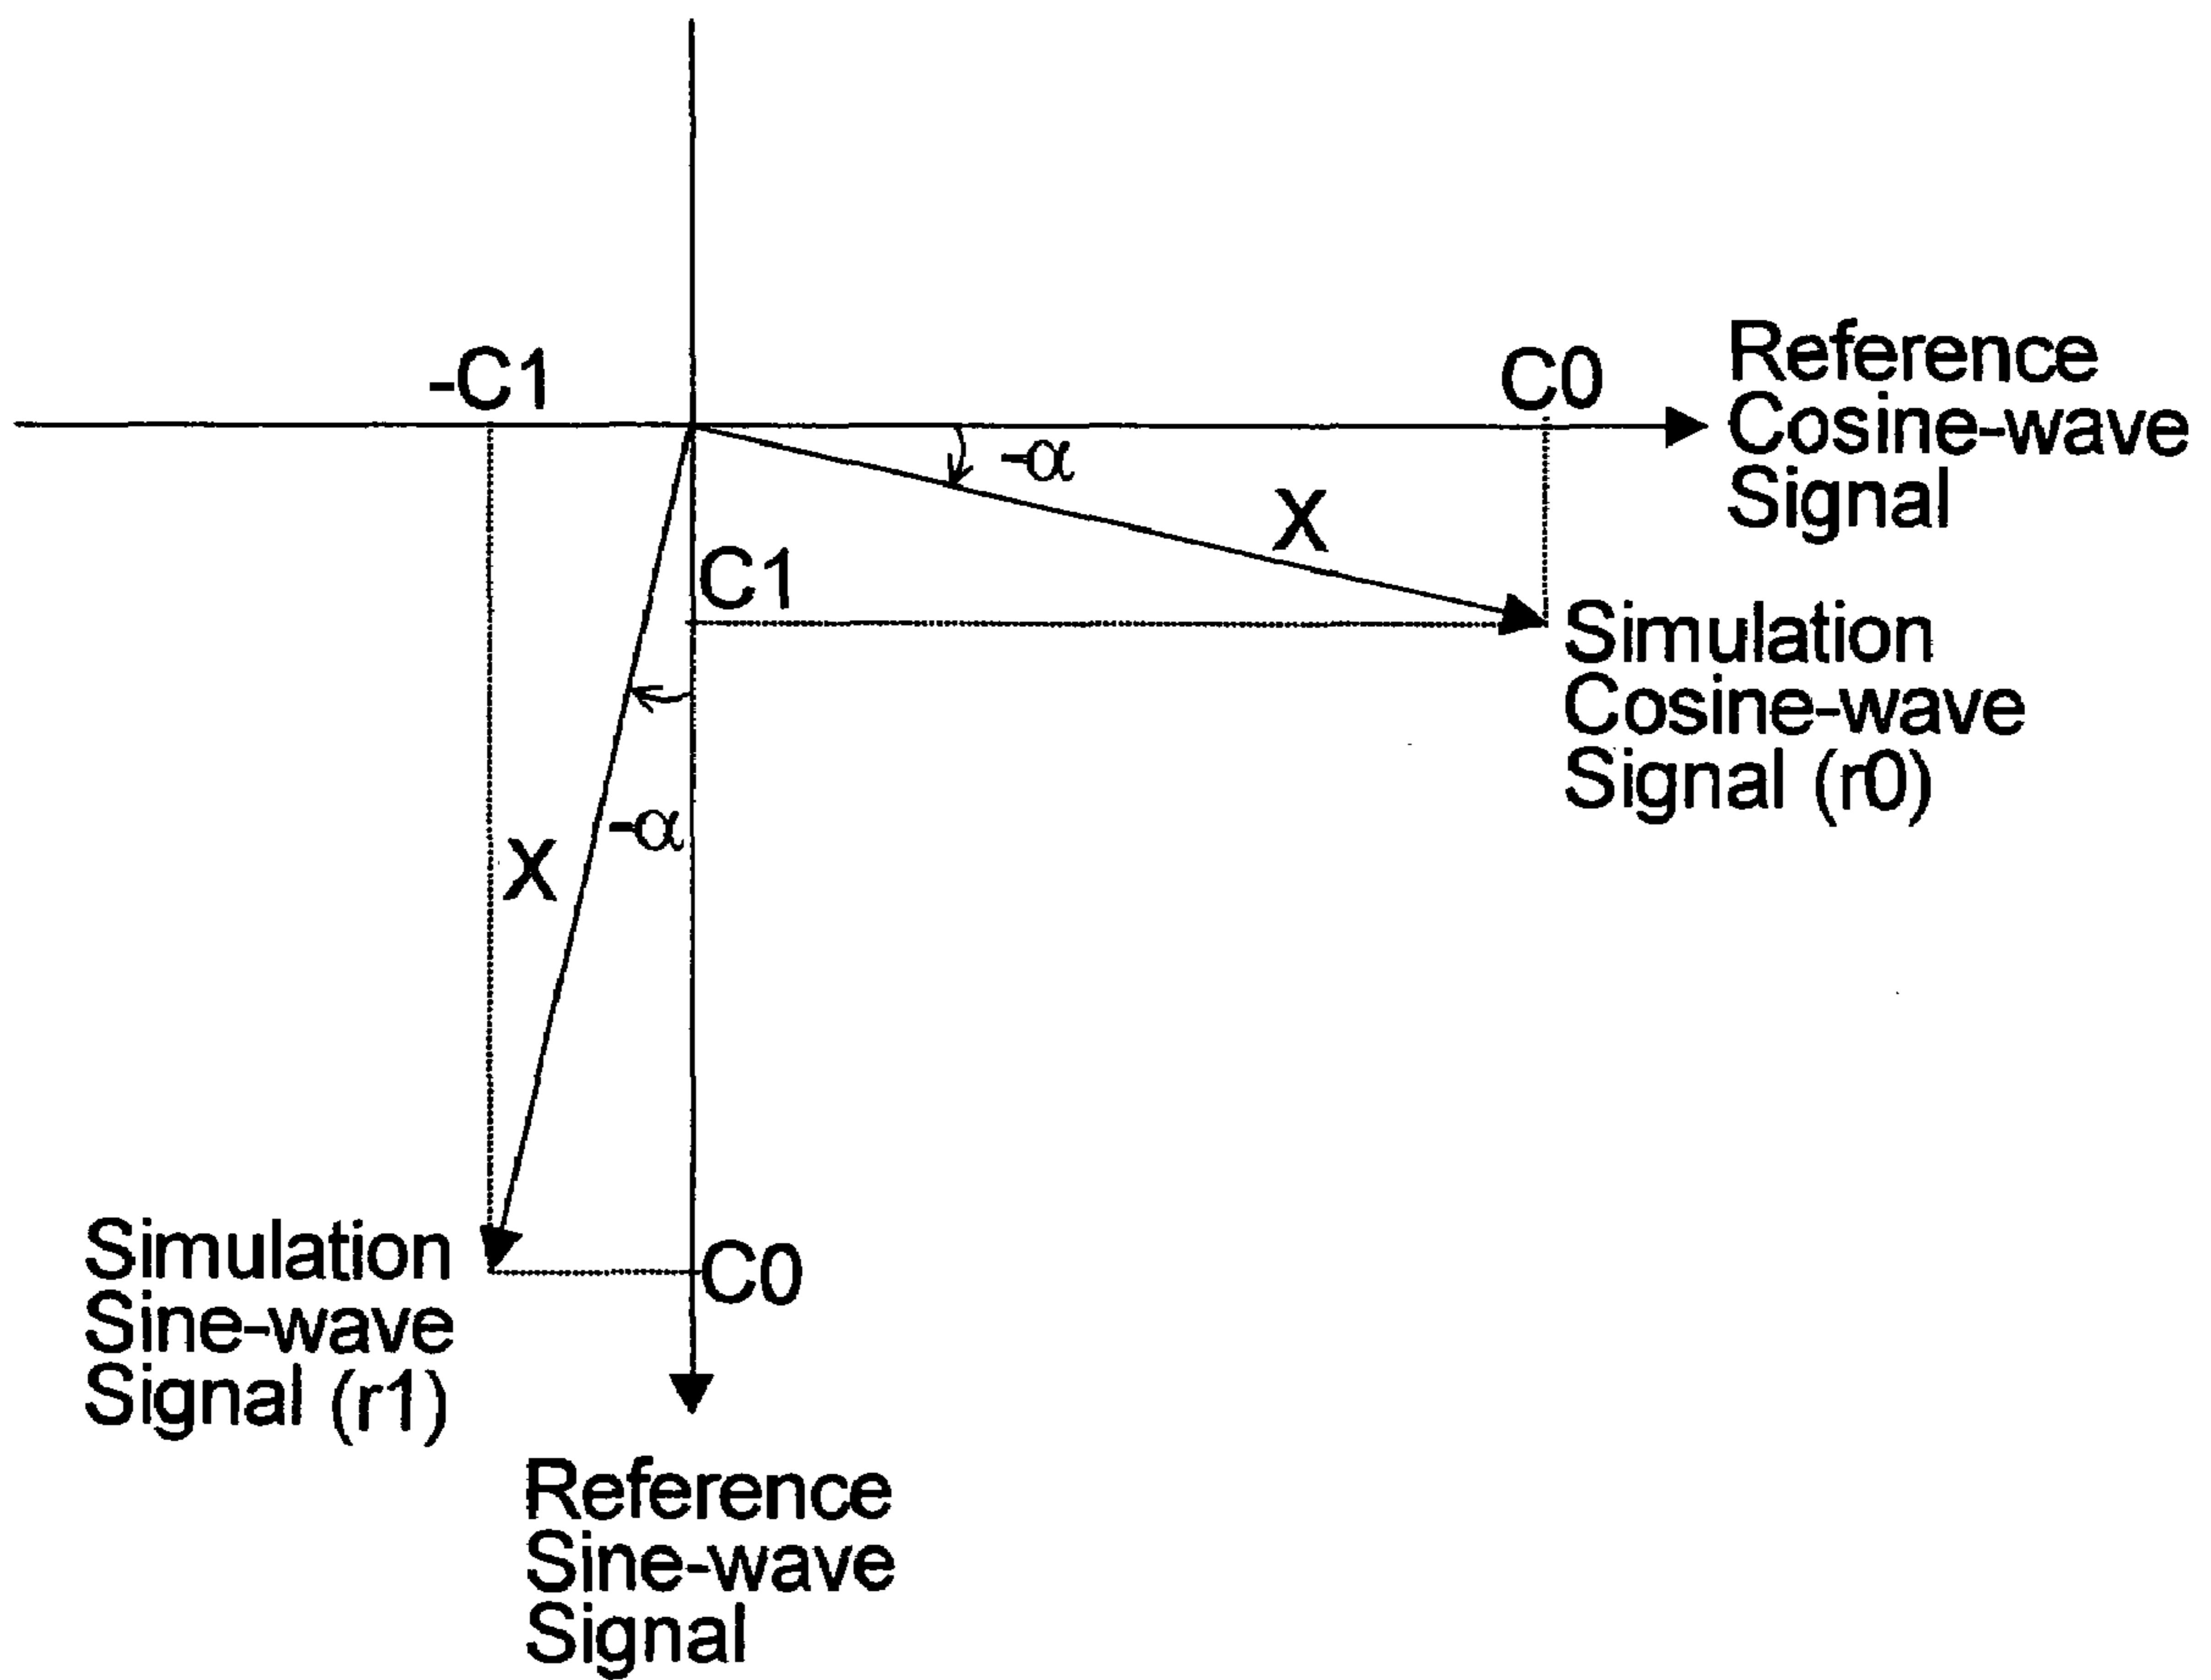 -C1
C0
Reference
Cosine-wave
Signal
-α
X
C1
Simulation
Cosine-wave
Signal (r0)
-α
X
Simulation
Sine-wave
Signal (r1)
C0
Reference
Sine-wave
Signal